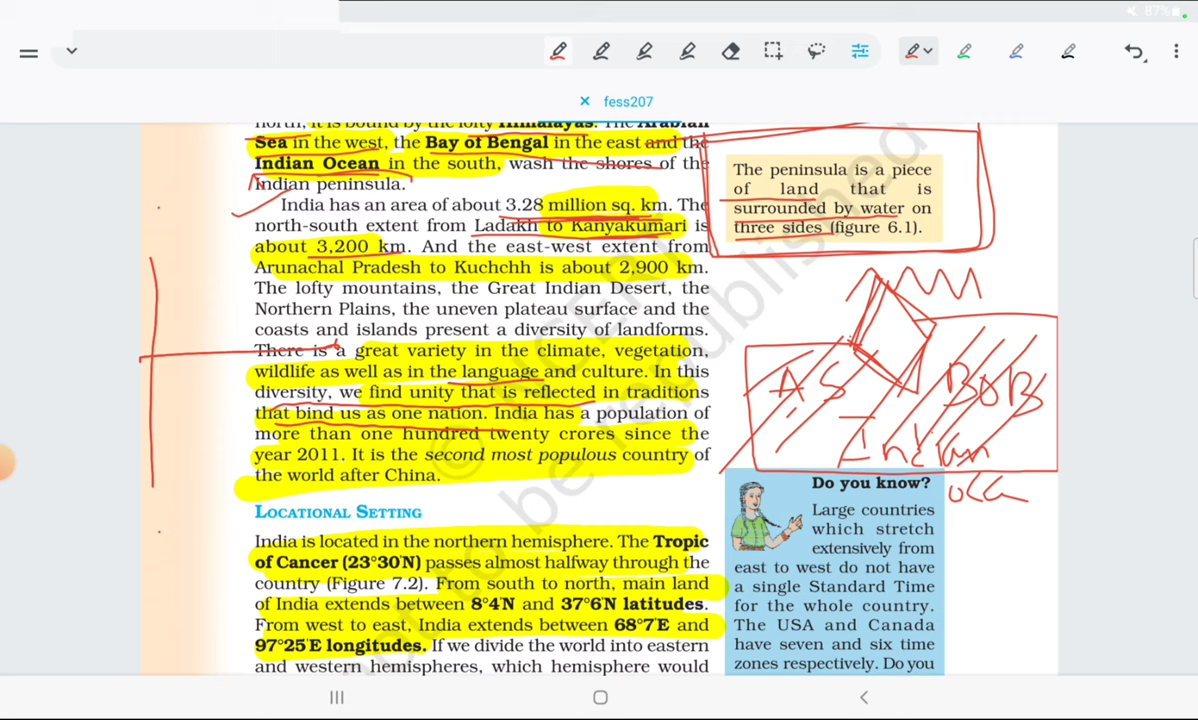 87%
fess207
north, it is bound by the lofty Himalayas. The Arabian
Sea in the west, the Bay of Bengal in the east and the
Indian Ocean in the south, wash the shores of the
Indian peninsula.
India has an area of about 3.28 million sq. km. The
north-south extent from Ladakh to Kanyakumari is
about 3,200 km. And the east-west extent from
Arunachal Pradesh to Kuchchh is about 2,900 km.
The lofty mountains, the Great Indian Desert, the
Northern Plains, the uneven plateau surface and the
coasts and islands present a diversity of landforms.
There is a great variety in the climate, vegetation,
wildlife as well as in the language and culture. In this
diversity, we find unity that is reflected in traditions
that bind us as one nation. India has a population of
more than one hundred twenty crores since the
year 2011. It is the second most populous country of
the world after China.
LOCATIONAL SETTING
India is located in the northern hemisphere. The Tropic
of Cancer (23°30'N) passes almost halfway through the
country (Figure 7.2). From south to north, main land
of India extends between 8°4'N and 37°6'N latitudes.
From west to east, India extends between 68°7'E and
97°25'E longitudes. If we divide the world into eastern
and western hemispheres, which hemisphere would
The peninsula is a piece
of land that is
surrounded by water on
three sides (figure 6.1).
A S
BOB
Indian
Do you know?
Large countries
which stretch
extensively from
east to west do not have
a single Standard Time
for the whole country.
The USA and Canada
have seven and six time
zones respectively. Do you
© NCERT
not to be republished